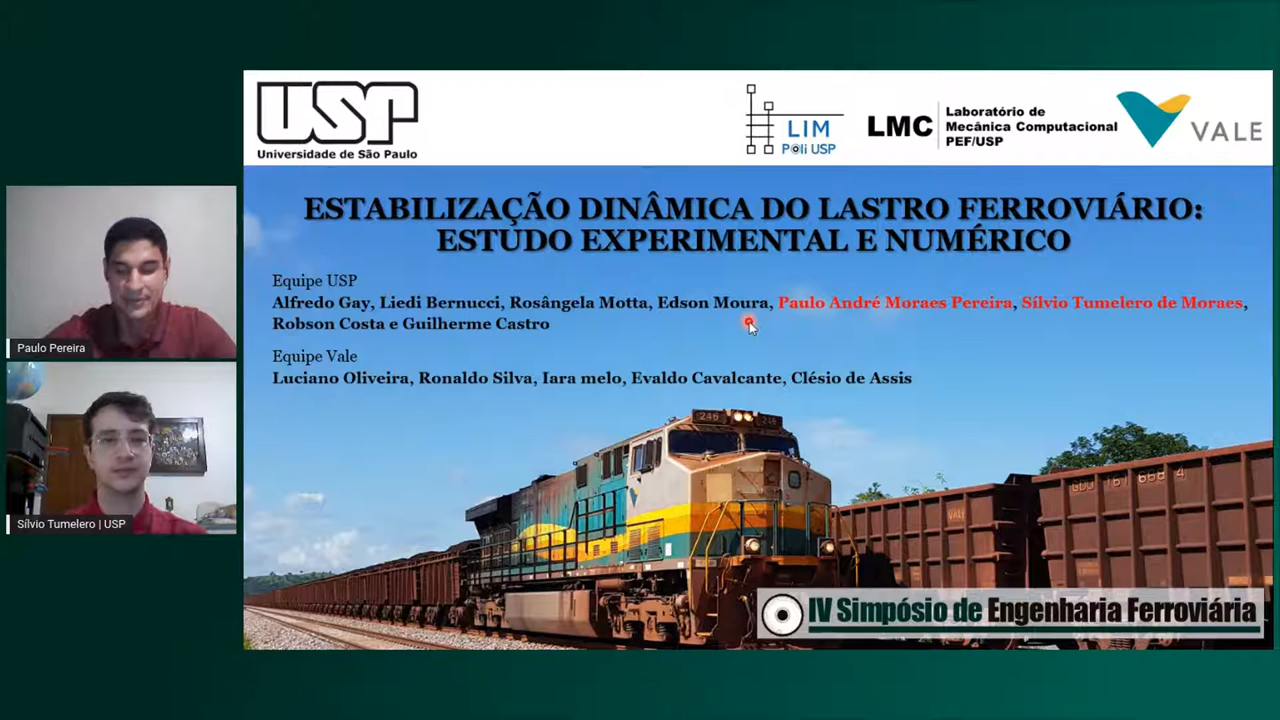 USP
Universidade de São Paulo
LIM
Poli USP
LMC
Laboratório de
Mecânica Computacional
PEF/USP
VALE
ESTABILIZAÇÃO DINÂMICA DO LASTRO FERROVIÁRIO:
ESTUDO EXPERIMENTAL E NUMÉRICO
Equipe USP
Alfredo Gay, Liedi Bernucci, Rosângela Motta, Edson Moura, Paulo André Moraes Pereira, Sílvio Tumelero de Moraes,
Robson Costa e Guilherme Castro
Equipe Vale
Luciano Oliveira, Ronaldo Silva, Iara melo, Evaldo Cavalcante, Clésio de Assis
Paulo Pereira
Sílvio Tumelero | USP
246
246
VALE
IV Simpósio de Engenharia Ferroviária